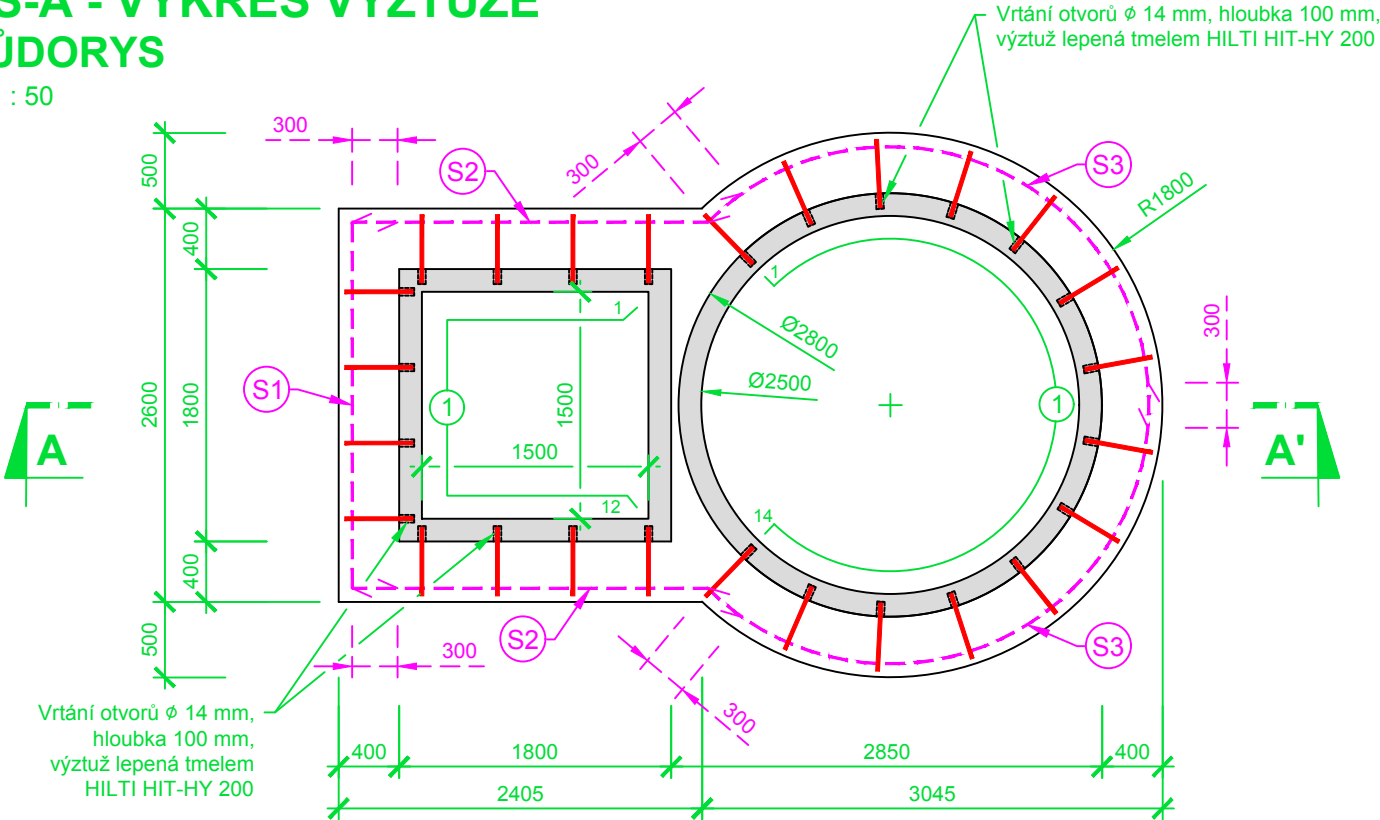 S-A - VÝKRES VÝZTUŽE
ŮDORYS
: 50
Vrtání otvorů ϕ 14 mm, hloubka 100 mm,
výztuž lepená tmelem HILTI HIT-HY 200
300
300
S2
S3
R1800
500
400
2600
1800
400
500
S1
1
1
12
1500
1500
Ø2800
Ø2500
1
14
1
300
A
A'
S2
S3
300
300
Vrtání otvorů ϕ 14 mm,
hloubka 100 mm,
výztuž lepená tmelem
HILTI HIT-HY 200
400
1800
2850
400
2405
3045